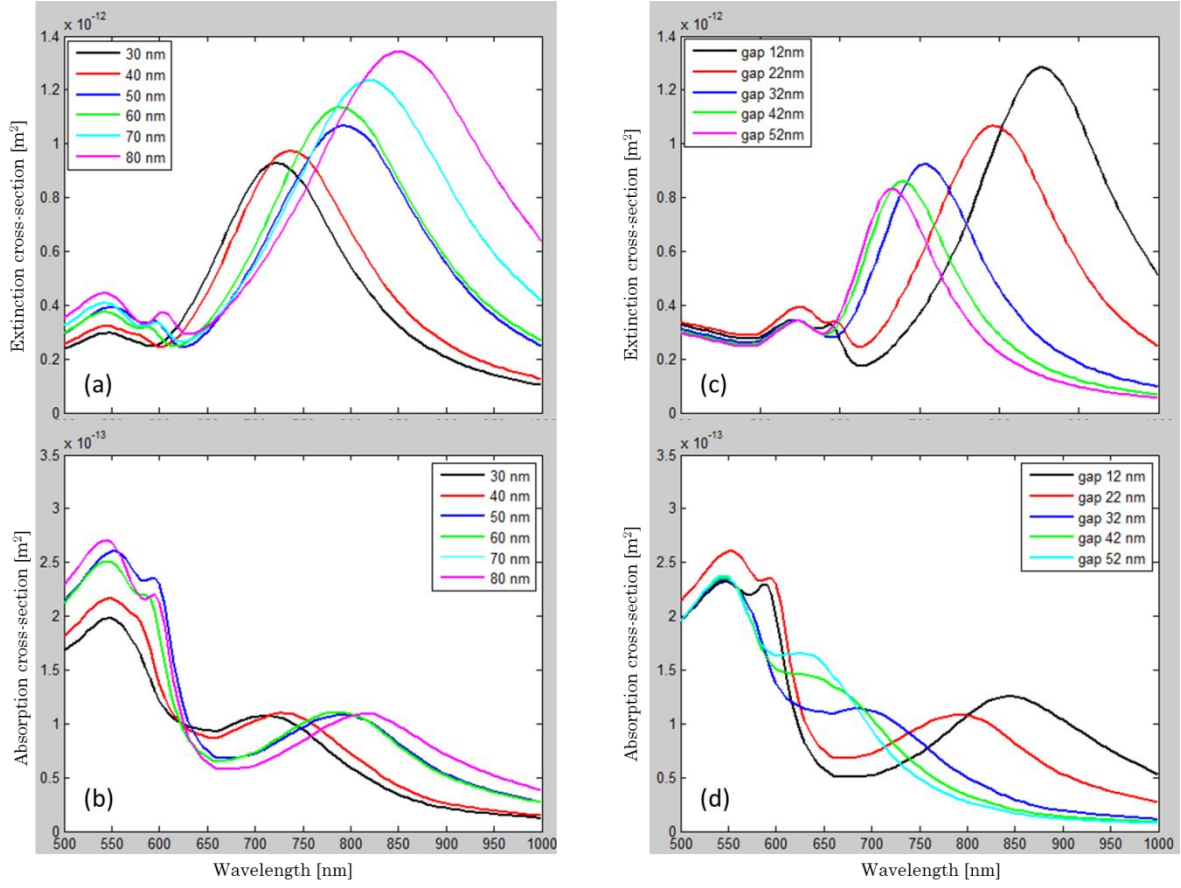 x 10⁻¹²
1.4
1.2
1
0.8
0.6
0.4
0.2
0
Extinction cross-section [m²]
30 nm
40 nm
50 nm
60 nm
70 nm
80 nm
(a)
x 10⁻¹²
1.4
1.2
1
0.8
0.6
0.4
0.2
0
Extinction cross-section [m²]
gap 12nm
gap 22nm
gap 32nm
gap 42nm
gap 52nm
(c)
x 10⁻¹³
3.5
3
2.5
2
1.5
1
0.5
0
Absorption cross-section [m²]
30 nm
40 nm
50 nm
60 nm
70 nm
80 nm
(b)
500 550 600 650 700 750 800 850 900 950 1000
Wavelength [nm]
x 10⁻¹³
3.5
3
2.5
2
1.5
1
0.5
0
Absorption cross-section [m²]
gap 12 nm
gap 22 nm
gap 32 nm
gap 42 nm
gap 52 nm
(d)
500 550 600 650 700 750 800 850 900 950 1000
Wavelength [nm]